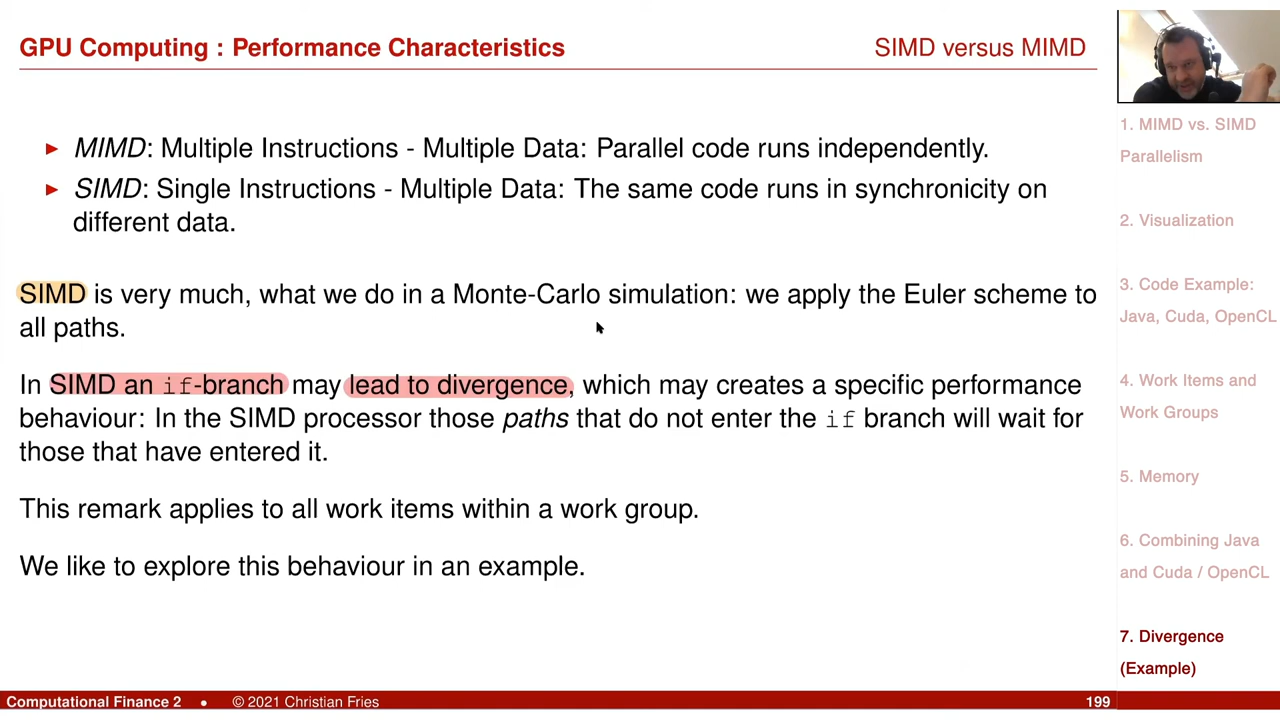 GPU Computing : Performance Characteristics
SIMD versus MIMD
▶ MIMD: Multiple Instructions - Multiple Data: Parallel code runs independently.
▶ SIMD: Single Instructions - Multiple Data: The same code runs in synchronicity on
different data.
SIMD is very much, what we do in a Monte-Carlo simulation: we apply the Euler scheme to
all paths.
In SIMD an if-branch may lead to divergence, which may creates a specific performance
behaviour: In the SIMD processor those paths that do not enter the if branch will wait for
those that have entered it.
This remark applies to all work items within a work group.
We like to explore this behaviour in an example.
1. MIMD vs. SIMD
Parallelism
2. Visualization
3. Code Example:
Java, Cuda, OpenCL
4. Work Items and
Work Groups
5. Memory
6. Combining Java
and Cuda / OpenCL
7. Divergence
(Example)
Computational Finance 2 • © 2021 Christian Fries
199